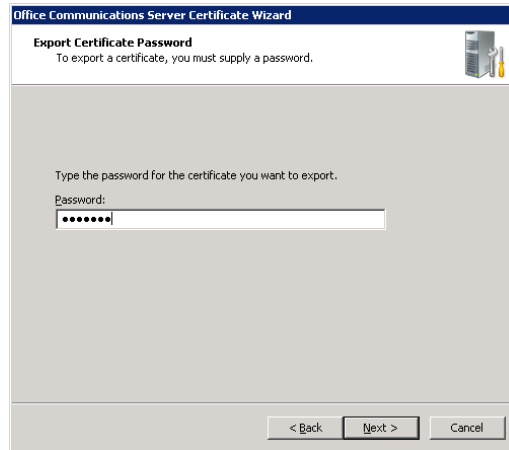 Office Communications Server Certificate Wizard
Export Certificate Password
To export a certificate, you must supply a password.
Type the password for the certificate you want to export.
Password:
●●●●●●●
< Back
Next >
Cancel